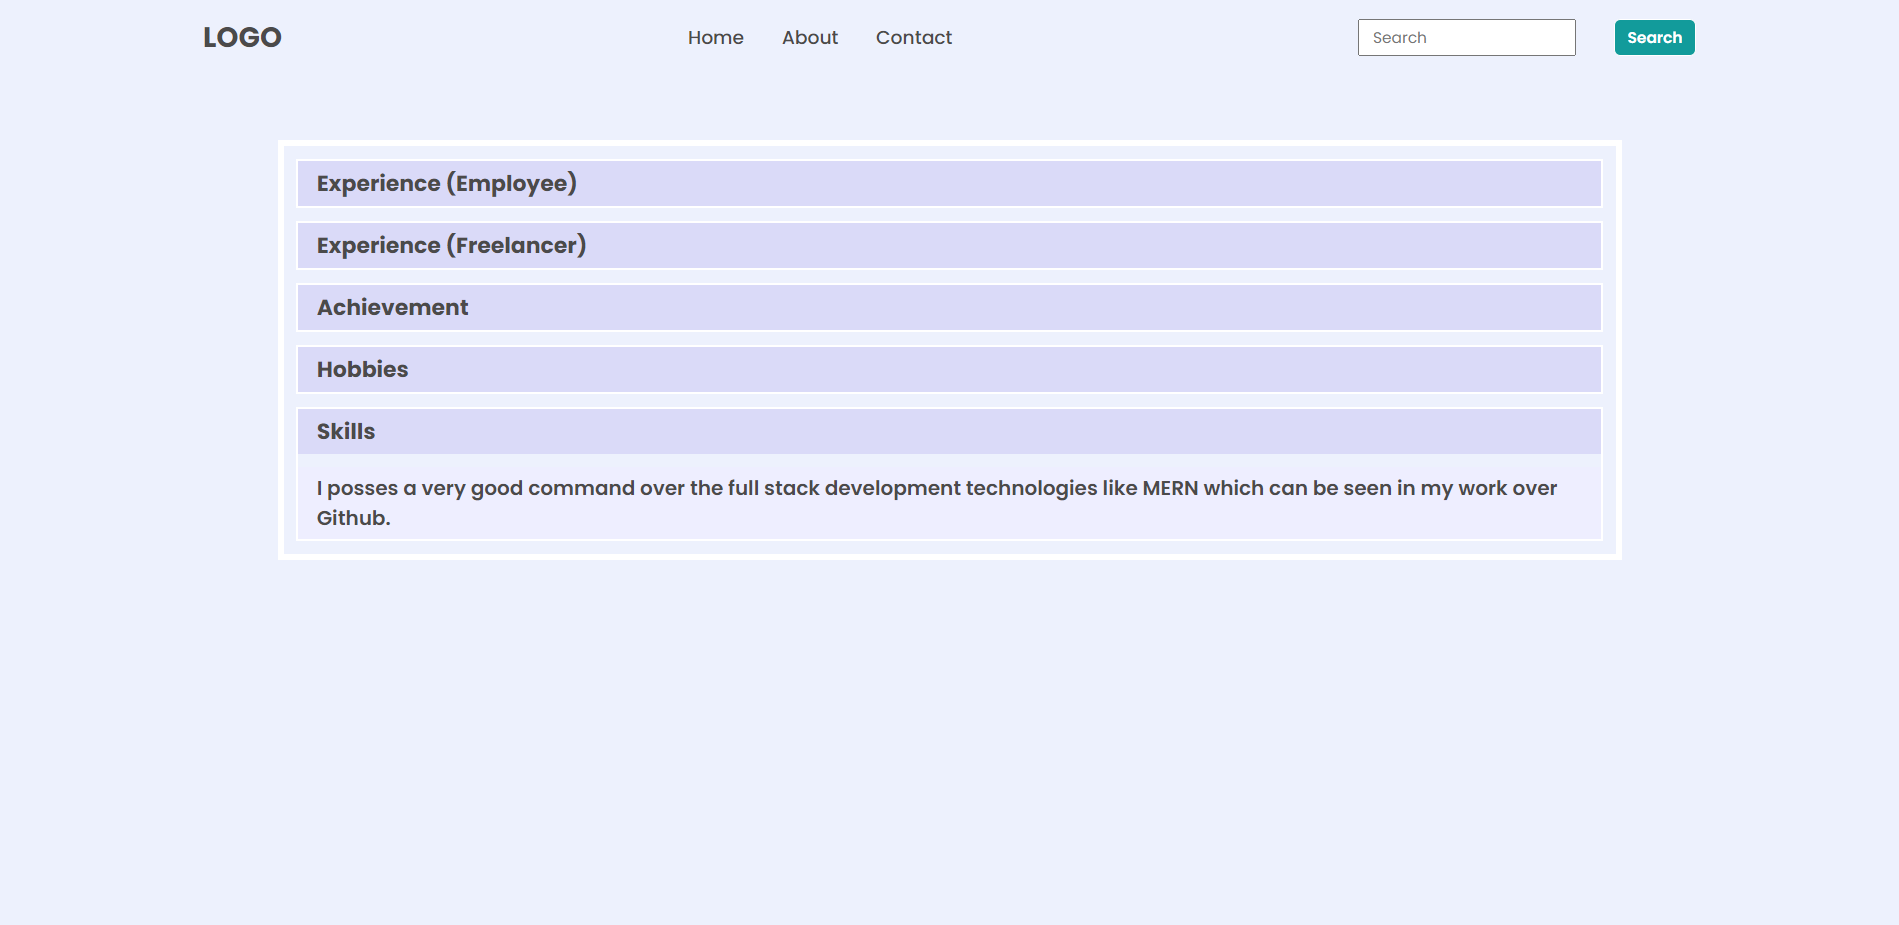 LOGO
Home About Contact
Search
Search
Experience (Employee)
Experience (Freelancer)
Achievement
Hobbies
Skills
I posses a very good command over the full stack development technologies like MERN which can be seen in my work over
Github.